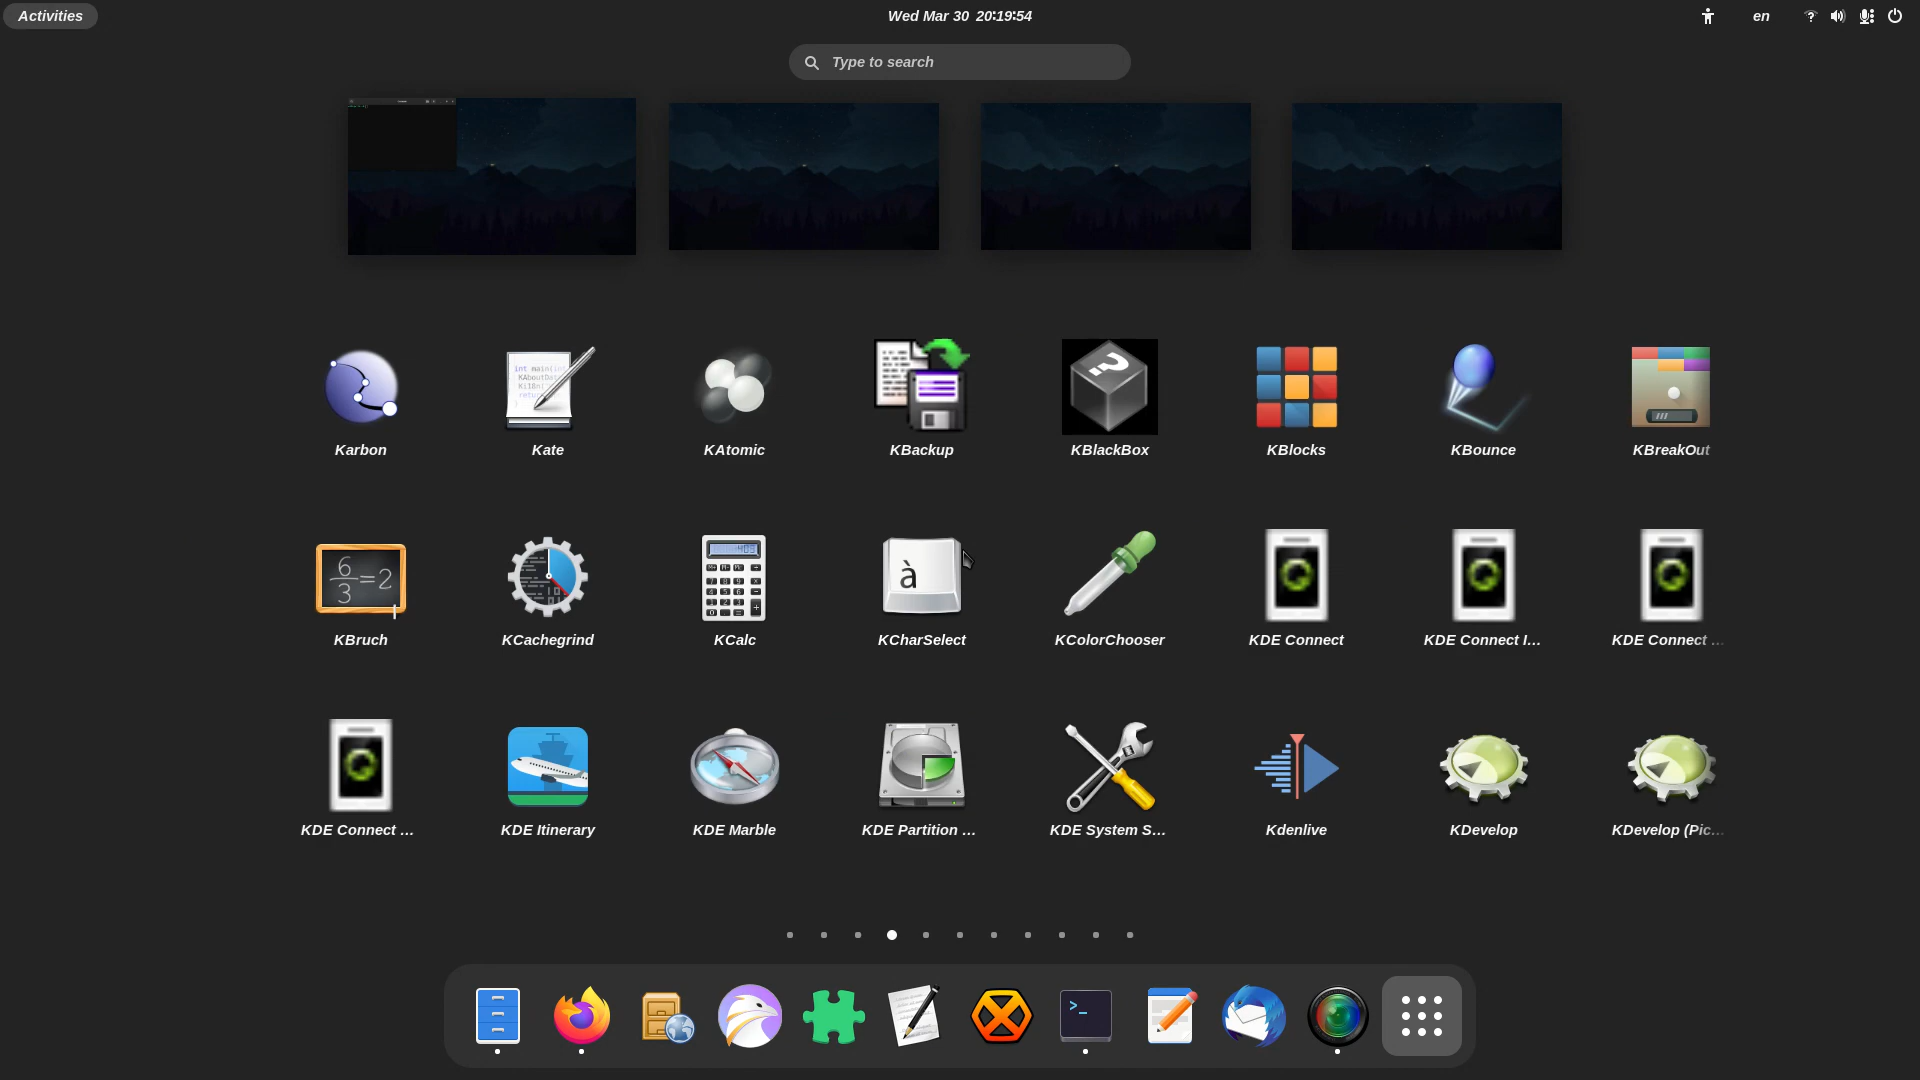 Activities
Wed Mar 30 20:19:54
en
Type to search
Karbon
Kate
KAtomic
KBackup
KBlackBox
KBlocks
KBounce
KBreakOut
KBruch
KCachegrind
KCalc
KCharSelect
KColorChooser
KDE Connect
KDE Connect I...
KDE Connect ...
KDE Connect ...
KDE Itinerary
KDE Marble
KDE Partition ...
KDE System S...
Kdenlive
KDevelop
KDevelop (Pic...